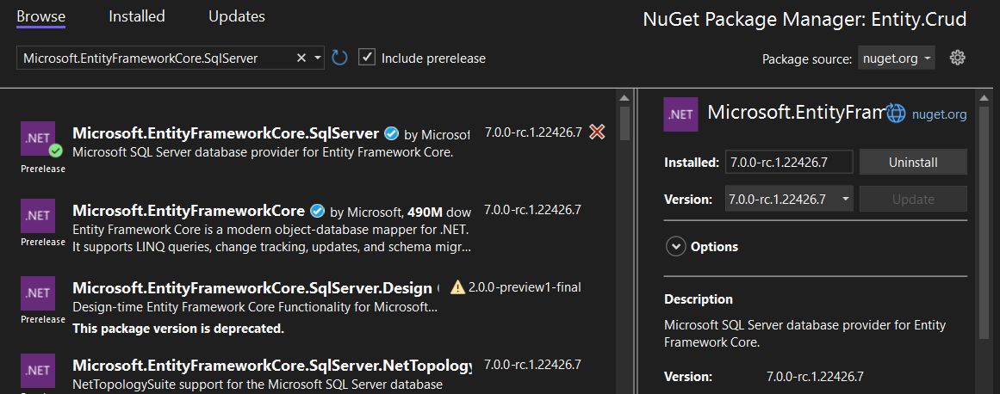 Browse Installed Updates NuGet Package Manager: Entity.Crud
Microsoft.EntityFrameworkCore.SqlServer Include prerelease Package source: nuget.org
.NET Microsoft.EntityFrameworkCore.SqlServer by Microsof 7.0.0-rc.1.22426.7
Microsoft SQL Server database provider for Entity Framework Core.
Prerelease
.NET Microsoft.EntityFrameworkCore by Microsoft, 490M dow 7.0.0-rc.1.22426.7
Entity Framework Core is a modern object-database mapper for .NET.
Prerelease
It supports LINQ queries, change tracking, updates, and schema migr...
.NET Microsoft.EntityFrameworkCore.SqlServer.Design 2.0.0-preview1-final
Design-time Entity Framework Core Functionality for Microsoft...
Prerelease
This package version is deprecated.
.NET Microsoft.EntityFrameworkCore.SqlServer.NetTopology 7.0.0-rc.1.22426.7
NetTopologySuite support for the Microsoft SQL Server database
.NET Microsoft.EntityFram nuget.org
Installed: 7.0.0-rc.1.22426.7 Uninstall
Version: 7.0.0-rc.1.22426.7 Update
Options
Description
Microsoft SQL Server database provider for Entity
Framework Core.
Version: 7.0.0-rc.1.22426.7